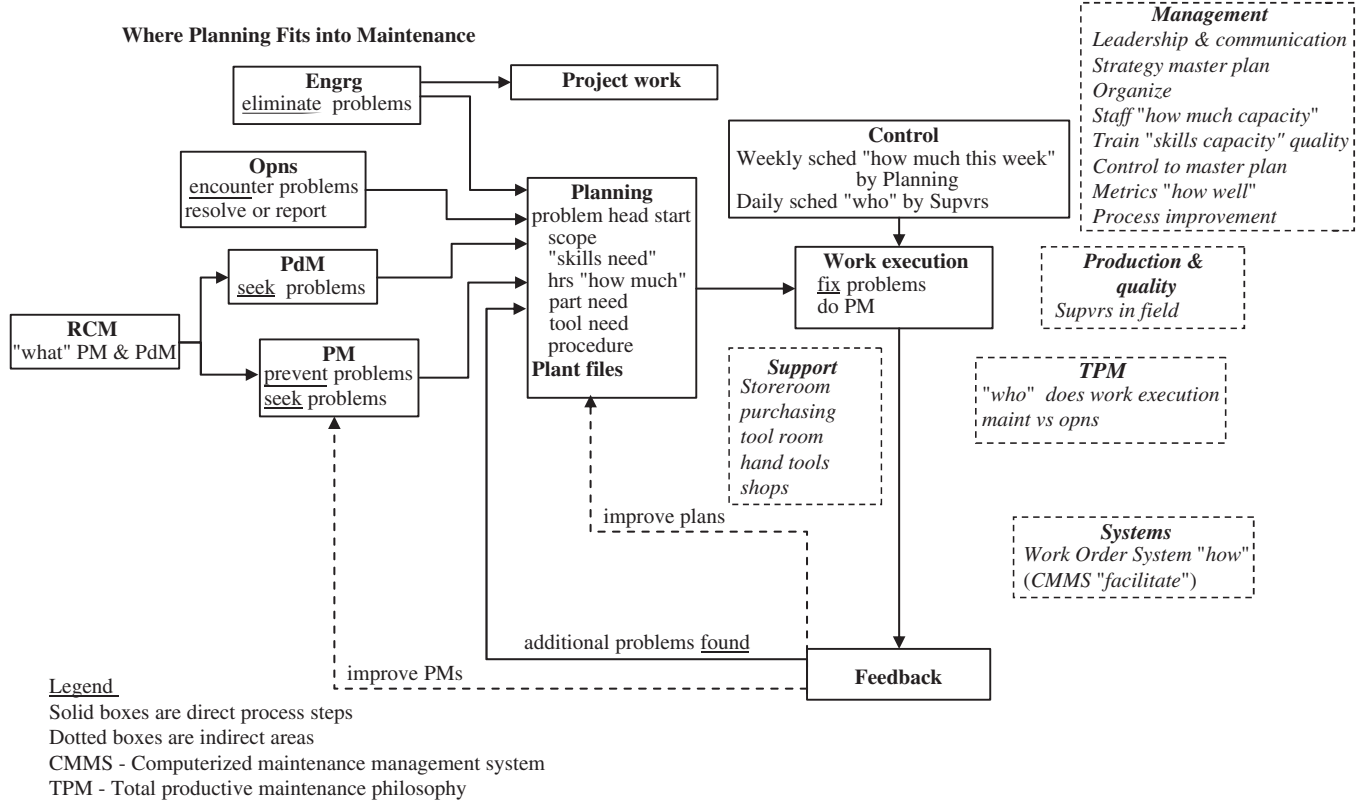 Where Planning Fits into Maintenance
Engrg
eliminate problems
Project work
Opns
encounter problems
resolve or report
PdM
seek problems
RCM
"what" PM & PdM
PM
prevent problems
seek problems
Planning
problem head start
scope
"skills need"
hrs "how much"
part need
tool need
procedure
Plant files
Control
Weekly sched "how much this week"
by Planning
Daily sched "who" by Supvrs
Work execution
fix problems
do PM
Support
Storeroom
purchasing
tool room
hand tools
shops
Management
Leadership & communication
Strategy master plan
Organize
Staff "how much capacity"
Train "skills capacity" quality
Control to master plan
Metrics "how well"
Process improvement
Production &
quality
Supvrs in field
TPM
"who" does work execution
maint vs opns
Systems
Work Order System "how"
(CMMS "facilitate")
improve plans
additional problems found
improve PMs
Feedback
Legend
Solid boxes are direct process steps
Dotted boxes are indirect areas
CMMS - Computerized maintenance management system
TPM - Total productive maintenance philosophy